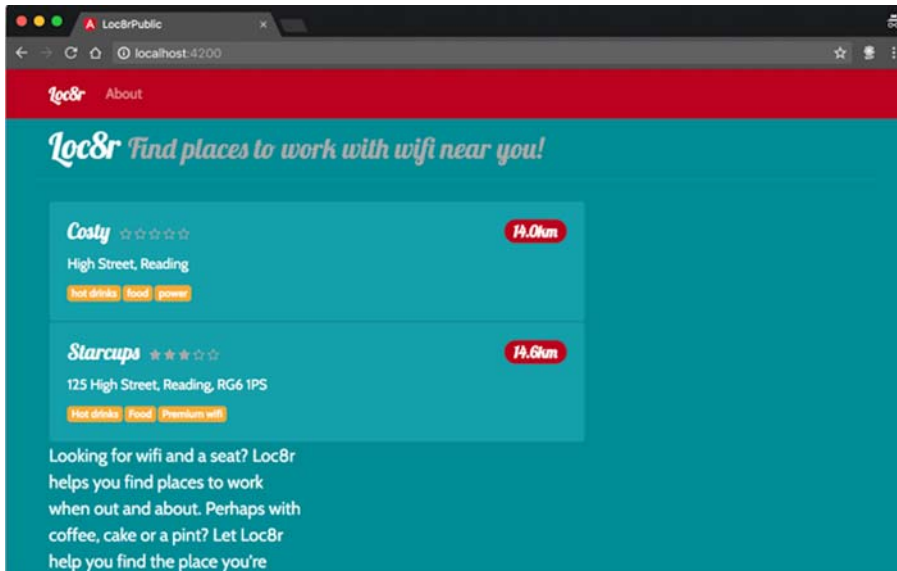 Loc8rPublic
localhost:4200
Loc8r About
Loc8r Find places to work with wifi near you!
Costy 14.0km
High Street, Reading
hot drinks food power
Starcups 14.6km
125 High Street, Reading, RG6 1PS
Hot drinks Food Premium wifi
Looking for wifi and a seat? Loc8r
helps you find places to work
when out and about. Perhaps with
coffee, cake or a pint? Let Loc8r
help you find the place you're